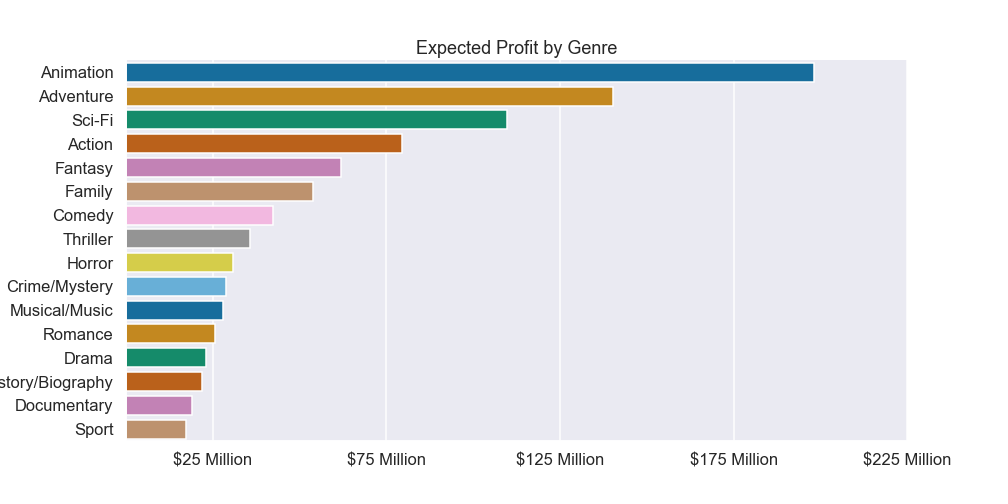 Expected Profit by Genre
Animation
Adventure
Sci-Fi
Action
Fantasy
Family
Comedy
Thriller
Horror
Crime/Mystery
Musical/Music
Romance
Drama
story/Biography
Documentary
Sport
$25 Million $75 Million $125 Million $175 Million $225 Million